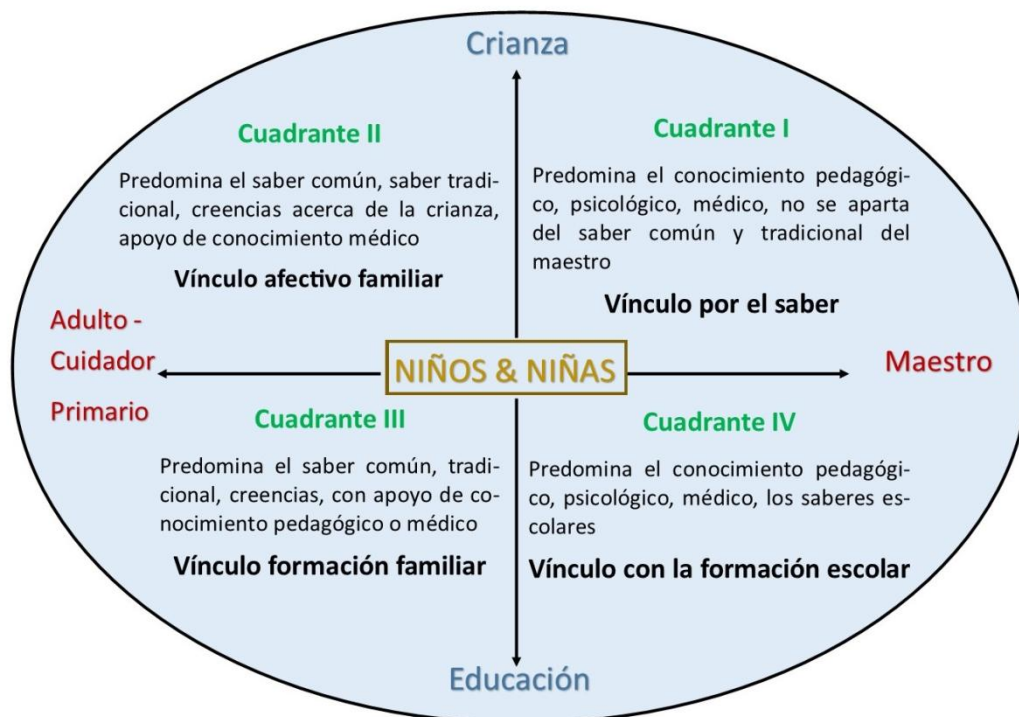 Crianza
Cuadrante II
Predomina el saber común, saber tradi-
cional, creencias acerca de la crianza,
apoyo de conocimiento médico
Vínculo afectivo familiar
Cuadrante I
Predomina el conocimiento pedagógi-
co, psicológico, médico, no se aparta
del saber común y tradicional del
maestro
Vínculo por el saber
Adulto -
Cuidador
Primario
NIÑOS & NIÑAS
Maestro
Cuadrante III
Predomina el saber común, tradi-
cional, creencias, con apoyo de co-
nocimiento pedagógico o médico
Vínculo formación familiar
Cuadrante IV
Predomina el conocimiento pedagógi-
co, psicológico, médico, los saberes es-
colares
Vínculo con la formación escolar
Educación